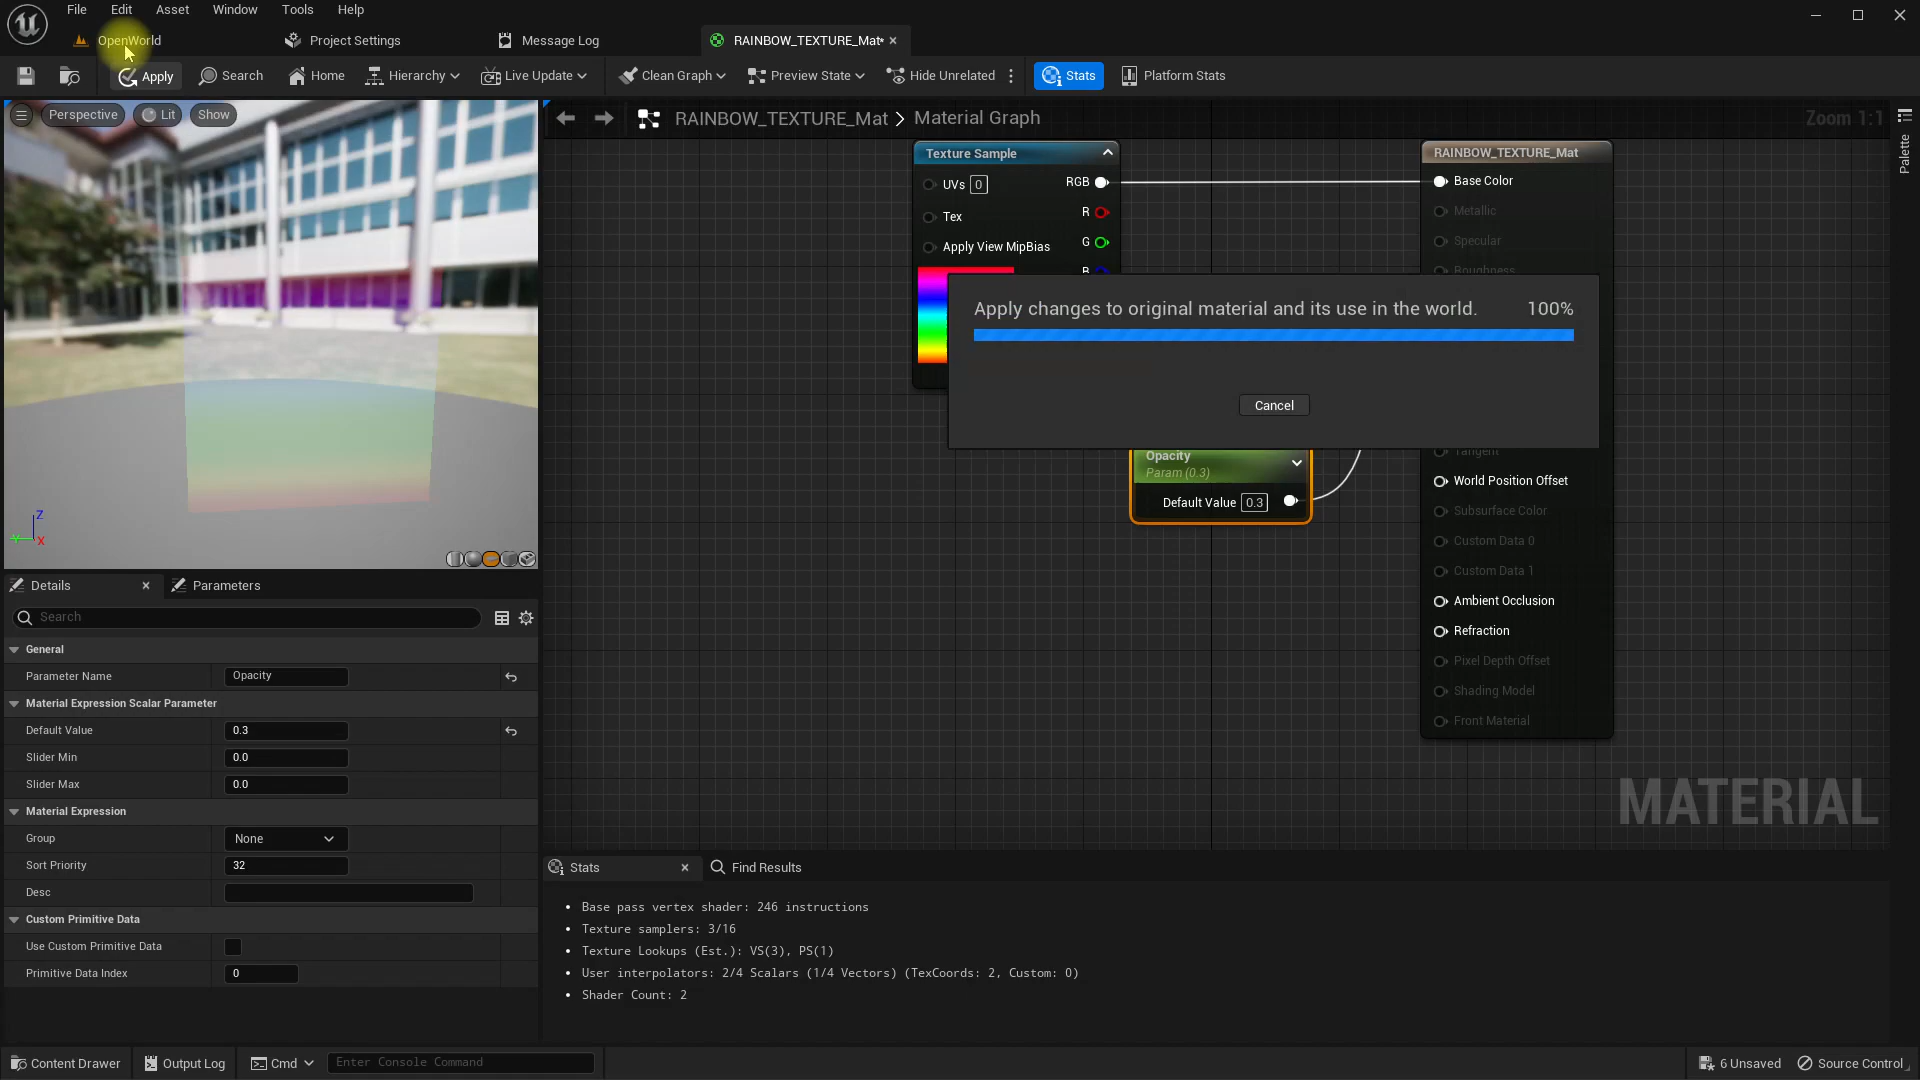 File Edit Asset Window Tools Help
OpenWorld Project Settings Message Log RAINBOW_TEXTURE_Mat*
Apply Search Home Hierarchy Live Update Clean Graph Preview State Hide Unrelated Stats Platform Stats
Perspective Lit Show
RAINBOW_TEXTURE_Mat > Material Graph
Zoom 1:1
Palette
Texture Sample
UVs 0 RGB
Tex R
Apply View MipBias G
B
RAINBOW_TEXTURE_Mat
Base Color
Metallic
Specular
Roughness
Apply changes to original material and its use in the world. 100%
Cancel
Opacity
Param (0.3)
Default Value 0.3
Tangent
World Position Offset
Subsurface Color
Custom Data 0
Custom Data 1
Ambient Occlusion
Refraction
Pixel Depth Offset
Shading Model
Front Material
MATERIAL
Z
Y
X
Details Parameters
Search
General
Parameter Name Opacity
Material Expression Scalar Parameter
Default Value 0.3
Slider Min 0.0
Slider Max 0.0
Material Expression
Group None
Sort Priority 32
Desc
Custom Primitive Data
Use Custom Primitive Data
Primitive Data Index 0
Stats Find Results
Base pass vertex shader: 246 instructions
Texture samplers: 3/16
Texture Lookups (Est.): VS(3), PS(1)
User interpolators: 2/4 Scalars (1/4 Vectors) (TexCoords: 2, Custom: 0)
Shader Count: 2
Content Drawer Output Log Cmd Enter Console Command 6 Unsaved Source Control